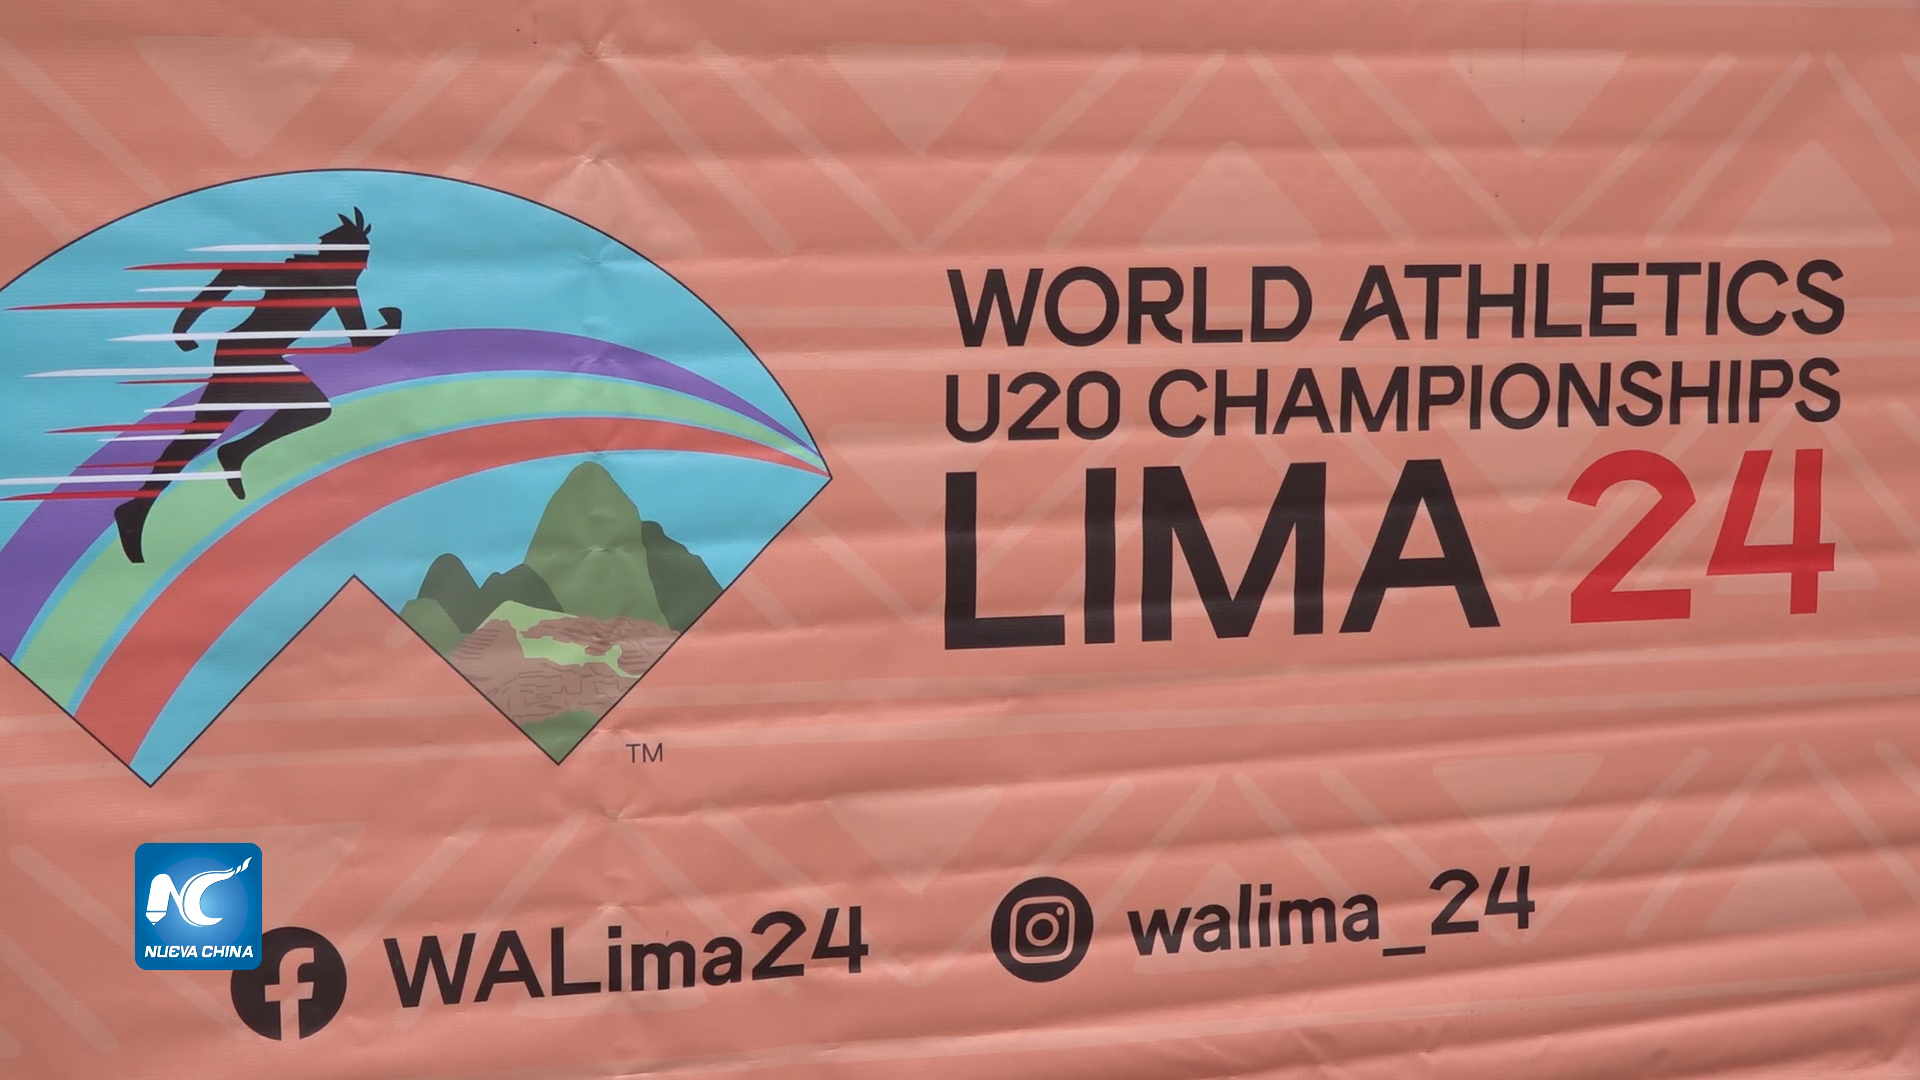 WORLD ATHLETICS
U20 CHAMPIONSHIPS
LIMA 24
TM
NUEVA CHINA
WALima24
walima_24